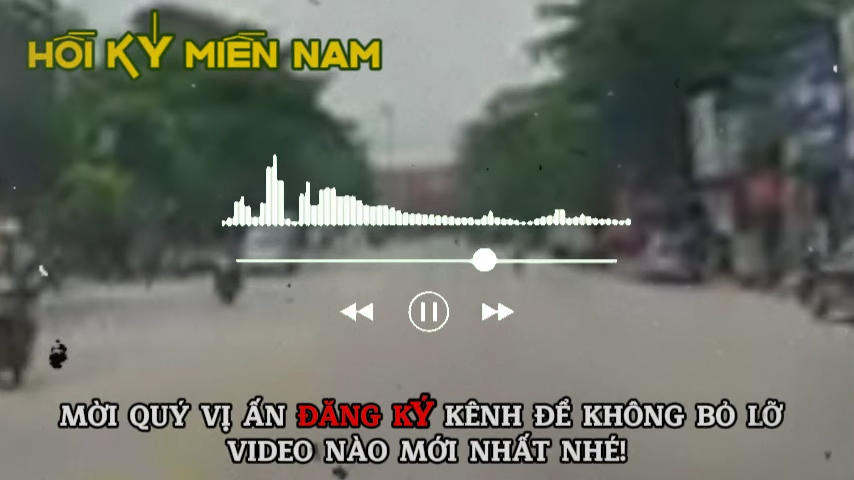 HỒI KÝ MIỀN NAM
MỜI QUÝ VỊ ẤN ĐĂNG KÝ KÊNH ĐỂ KHÔNG BỎ LỠ
VIDEO NÀO MỚI NHẤT NHÉ!